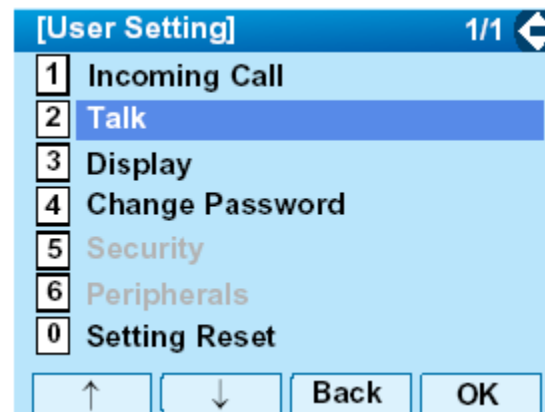 [User Setting] 1/1
1 Incoming Call
2 Talk
3 Display
4 Change Password
5 Security
6 Peripherals
0 Setting Reset
↑ ↓ Back OK